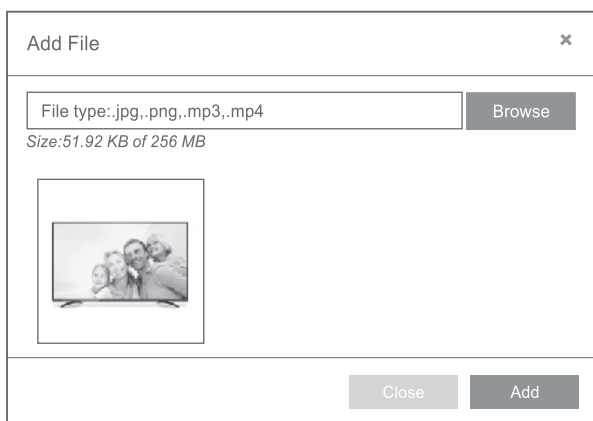 Add File
×
File type:.jpg,.png,.mp3,.mp4
Browse
Size:51.92 KB of 256 MB
Close
Add